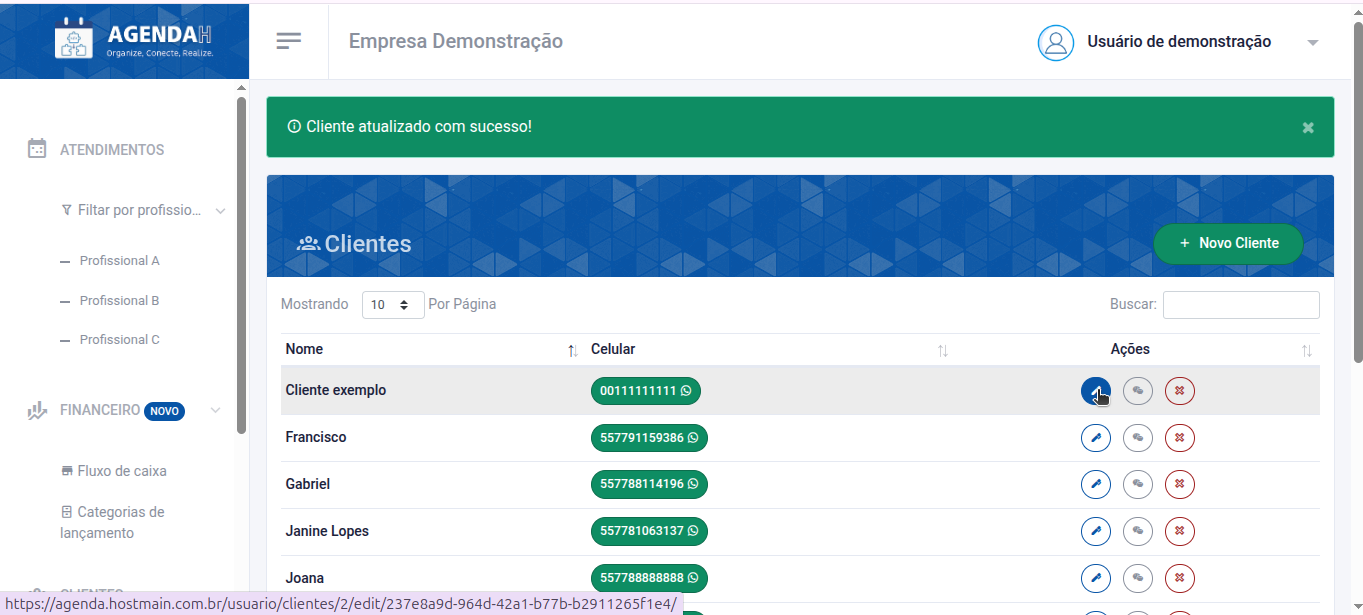 AGENDAH
Organize, Conecte, Realize.
Empresa Demonstração
Usuário de demonstração
ATENDIMENTOS
Filtar por profissio...
Profissional A
Profissional B
Profissional C
FINANCEIRO NOVO
Fluxo de caixa
Categorias de
lançamento
Cliente atualizado com sucesso!
Clientes
+ Novo Cliente
Mostrando 10 Por Página
Buscar:
Nome Celular Ações
Cliente exemplo 00111111111
Francisco 557791159386
Gabriel 557788114196
Janine Lopes 557781063137
Joana 557788888888
https://agenda.hostmain.com.br/usuario/clientes/2/edit/237e8a9d-964d-42a1-b77b-b2911265f1e4/